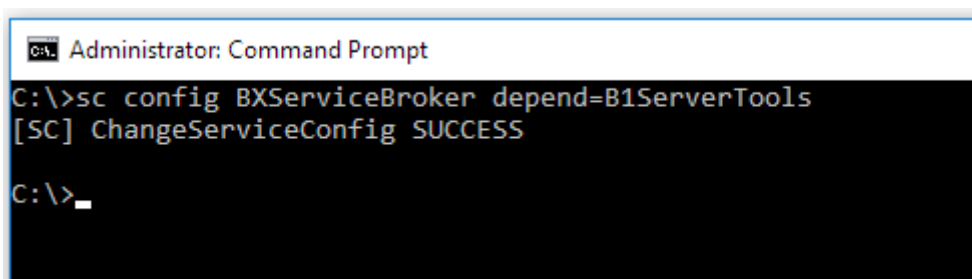 Administrator: Command Prompt
C:\>sc config BXServiceBroker depend=B1ServerTools
[SC] ChangeServiceConfig SUCCESS
C:\>